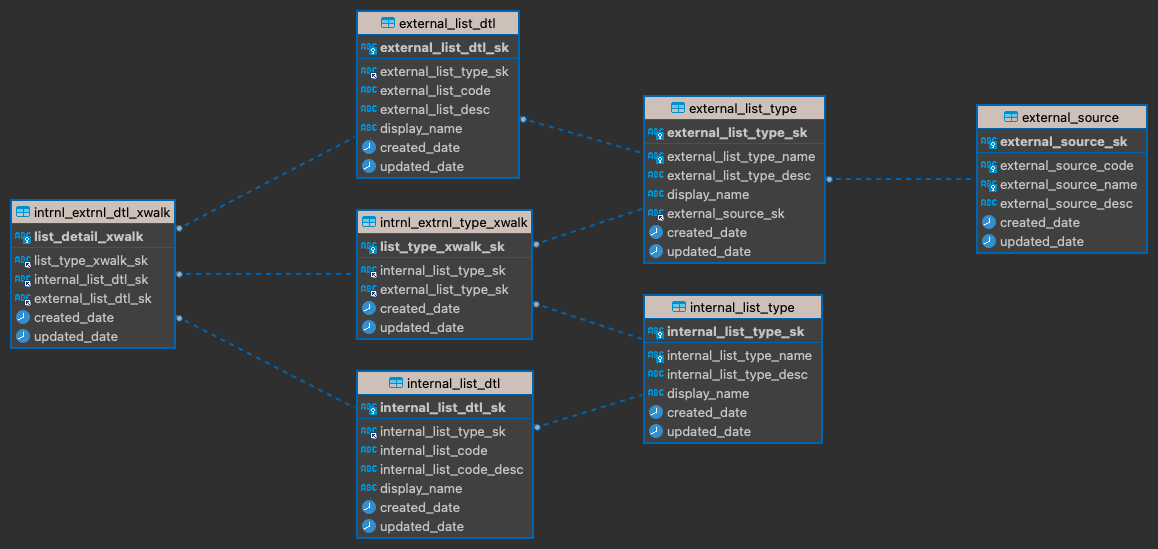 external_list_dtl
external_list_dtl_sk
external_list_type_sk
external_list_code
external_list_desc
display_name
created_date
updated_date
external_list_type
external_list_type_sk
external_list_type_name
external_list_type_desc
display_name
external_source_sk
created_date
updated_date
external_source
external_source_sk
external_source_code
external_source_name
external_source_desc
created_date
updated_date
intrnl_extrnl_dtl_xwalk
list_detail_xwalk
list_type_xwalk_sk
internal_list_dtl_sk
external_list_dtl_sk
created_date
updated_date
intrnl_extrnl_type_xwalk
list_type_xwalk_sk
internal_list_type_sk
external_list_type_sk
created_date
updated_date
internal_list_type
internal_list_type_sk
internal_list_type_name
internal_list_type_desc
display_name
created_date
updated_date
internal_list_dtl
internal_list_dtl_sk
internal_list_type_sk
internal_list_code
internal_list_code_desc
display_name
created_date
updated_date